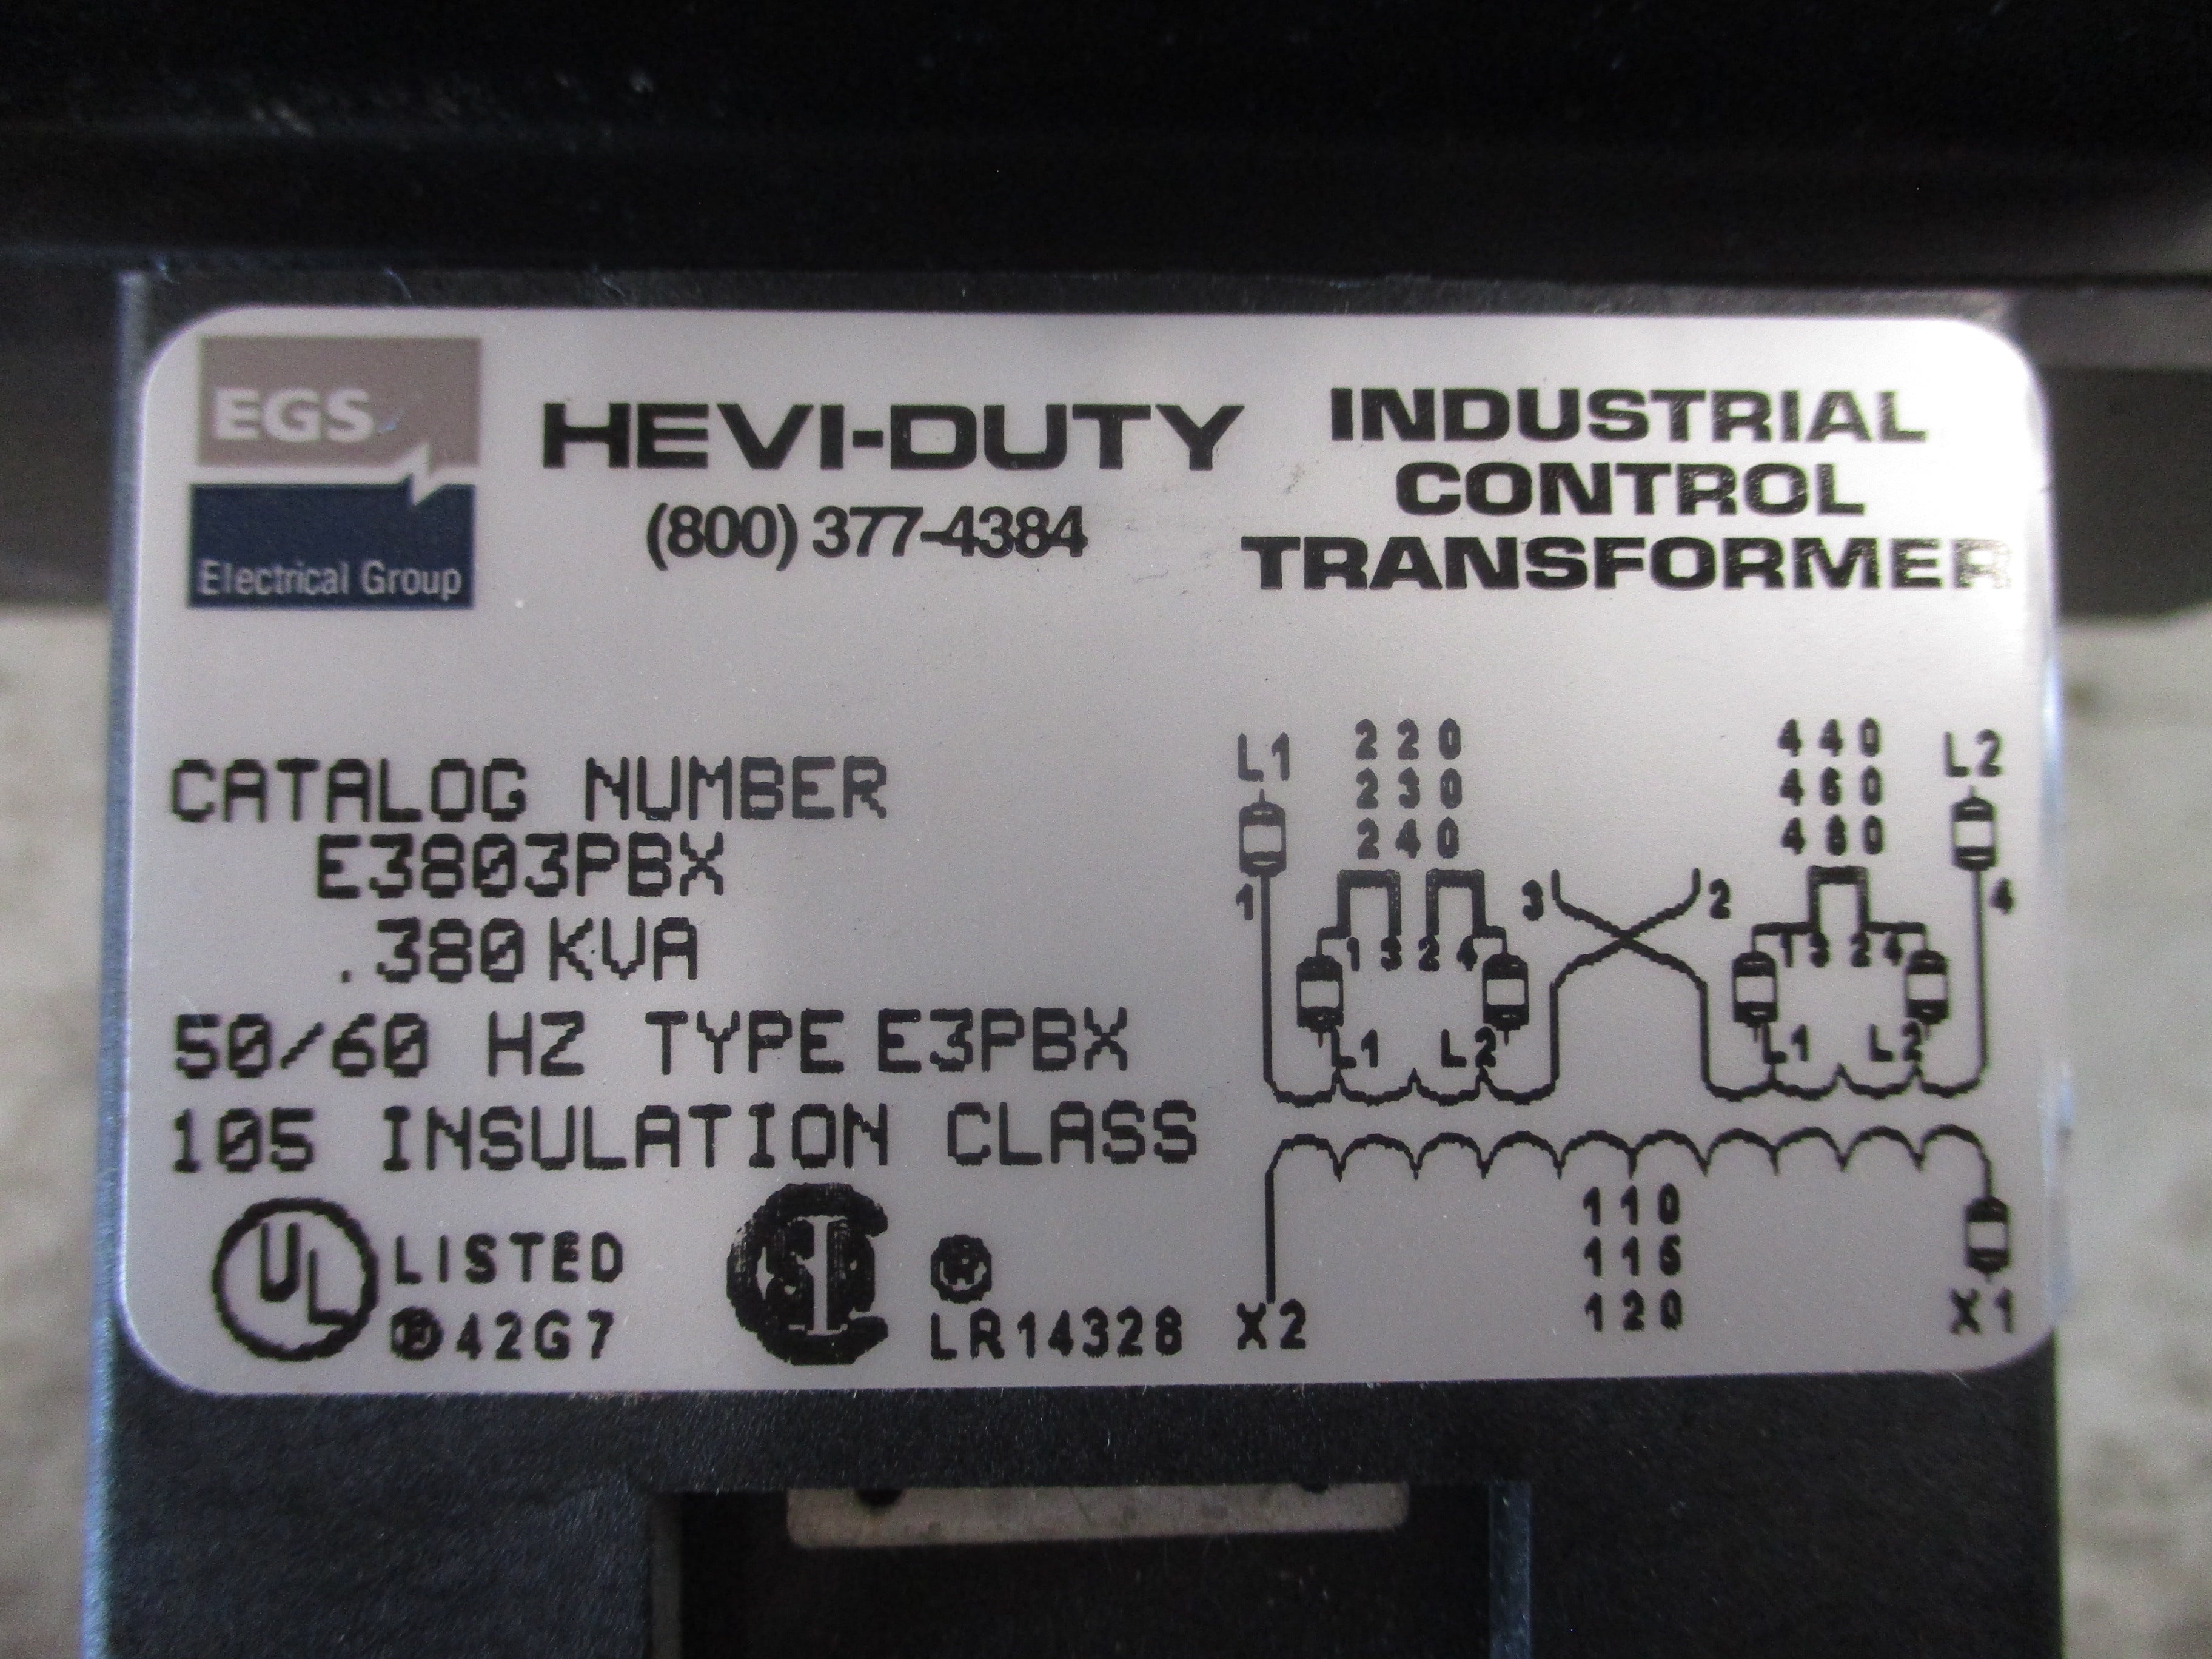 EGS
Electrical Group
HEVI-DUTY
(800) 377-4384
INDUSTRIAL
CONTROL
TRANSFORMER
CATALOG NUMBER
E3803PBX
.380 KVA
50/60 HZ TYPE E3PBX
105 INSULATION CLASS
UL LISTED
42G7
LR14328
L1 220 440 L2
230 460
240 480
1 3 2 4
1 3 2 4 1 3 2 4
L1 L2 L1 L2
110
115
120
X2 X1